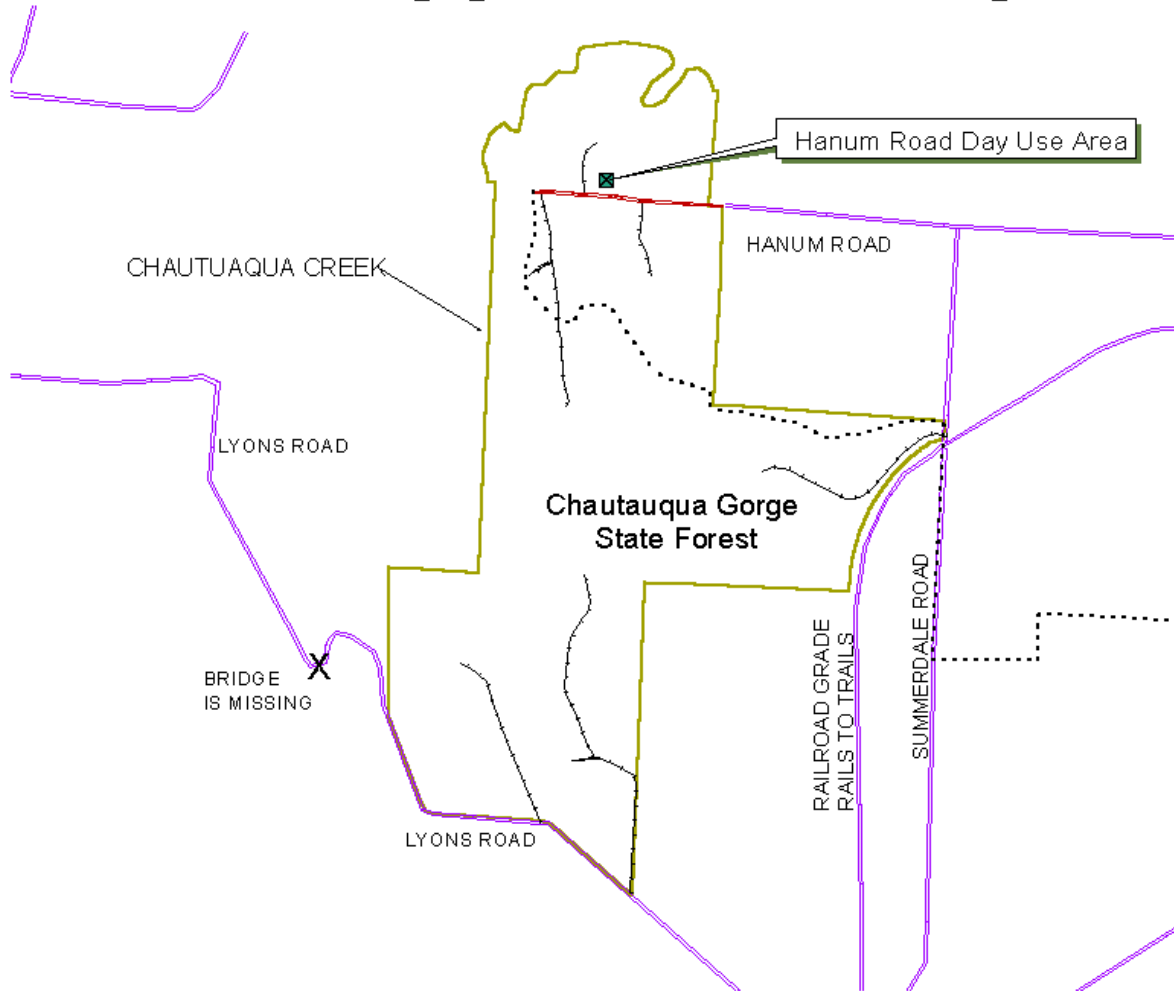 Hanum Road Day Use Area
HANUM ROAD
CHAUTUAQUA CREEK
LYONS ROAD
Chautauqua Gorge
State Forest
BRIDGE
IS MISSING
X
RAILROAD GRADE
RAILS TO TRAILS
SUMMERDALE ROAD
LYONS ROAD